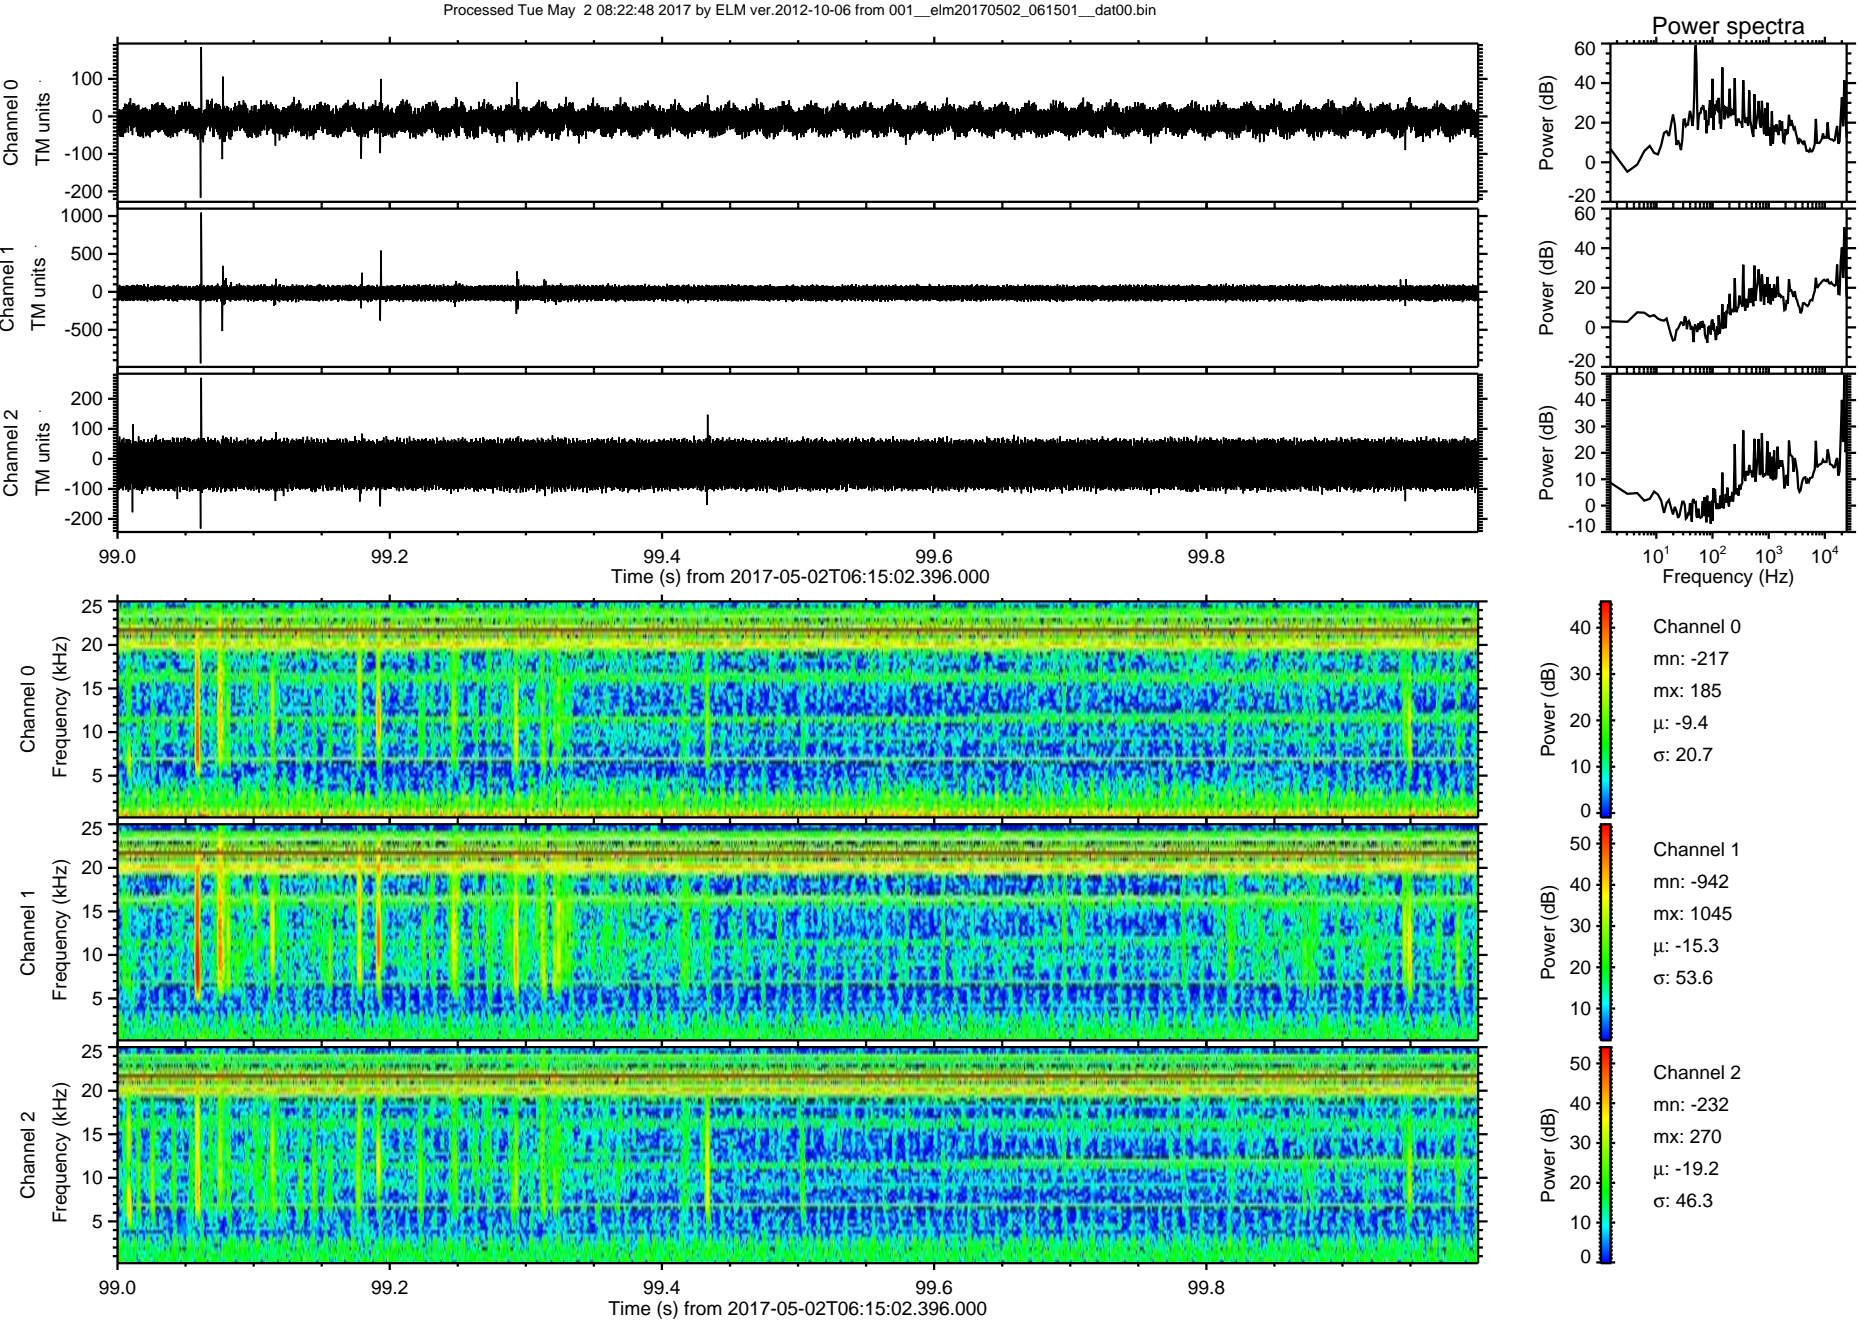 Processed Tue May  2 08:22:48 2017 by ELM ver.2012-10-06 from 001__elm20170502_061501__dat00.bin
Power spectra
Channel 0
TM units
100
0
-100
-200
Power (dB)
60
40
20
0
-20
Channel 1
TM units
1000
500
0
-500
Power (dB)
60
40
20
0
-20
Channel 2
TM units
200
100
0
-100
-200
Power (dB)
50
40
30
20
10
0
-10
99.0 99.2 99.4 99.6 99.8
Time (s) from 2017-05-02T06:15:02.396.000
10¹ 10² 10³ 10⁴
Frequency (Hz)
Channel 0
Frequency (kHz)
25
20
15
10
5
Power (dB)
40
30
20
10
0
Channel 0
mn: -217
mx: 185
μ: -9.4
σ: 20.7
Channel 1
Frequency (kHz)
25
20
15
10
5
Power (dB)
50
40
30
20
10
Channel 1
mn: -942
mx: 1045
μ: -15.3
σ: 53.6
Channel 2
Frequency (kHz)
25
20
15
10
5
Power (dB)
50
40
30
20
10
0
Channel 2
mn: -232
mx: 270
μ: -19.2
σ: 46.3
99.0 99.2 99.4 99.6 99.8
Time (s) from 2017-05-02T06:15:02.396.000